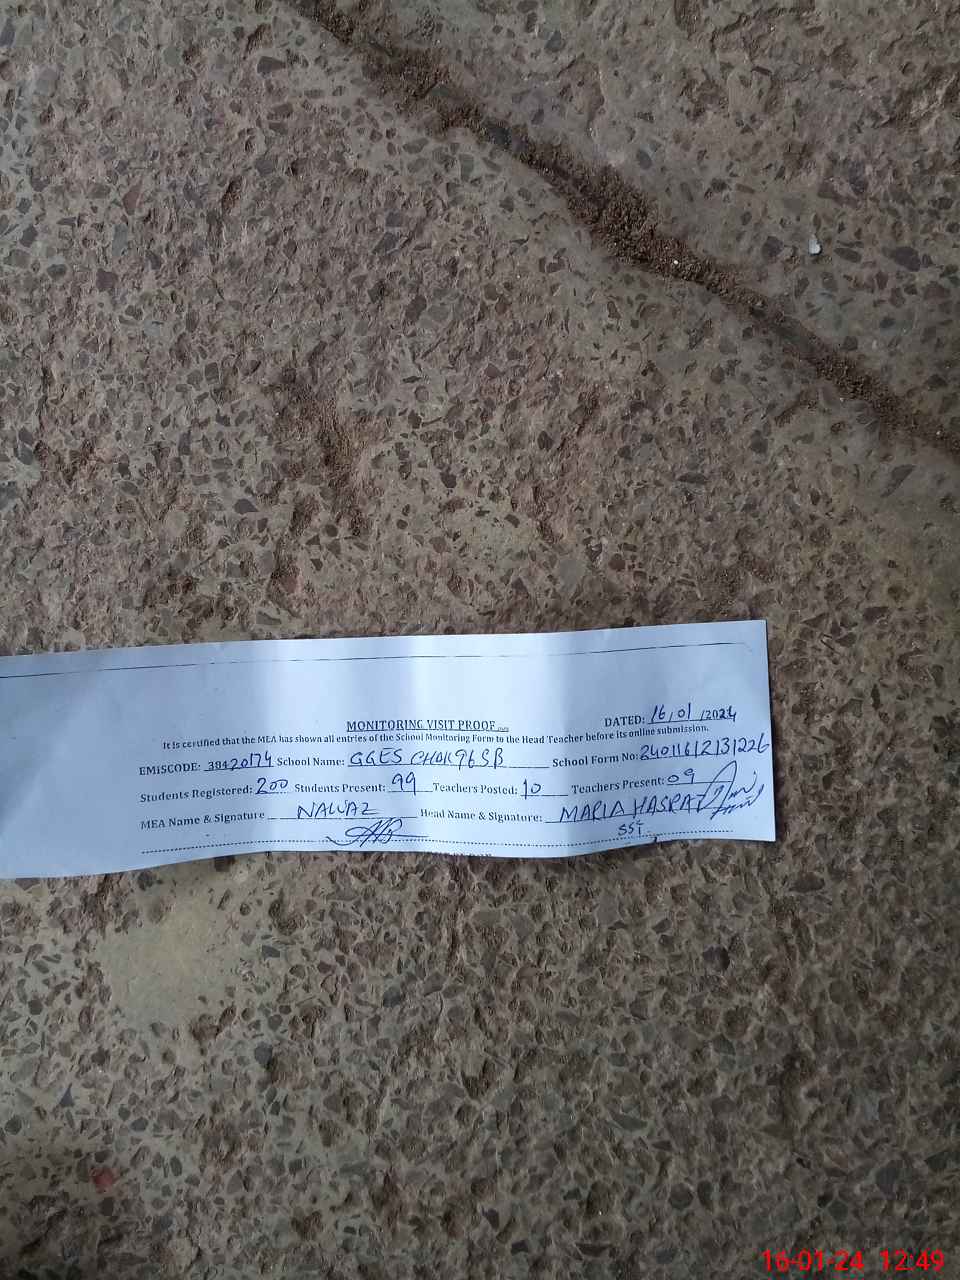 MONITORING VISIT PROOF
DATED: 16/01/2024
It is certified that the MEA has shown all entries of the School Monitoring Form to the Head Teacher before its online submission.
EMISCODE: 38420174 School Name: GGES CHAK 96 SB School Form No: 24011612131226
Students Registered: 200 Students Present: 99 Teachers Posted: 10 Teachers Present: 09
MEA Name & Signature NAWAZ Head Name & Signature: MARIA HASRAT
SST
16-01-24 12:49